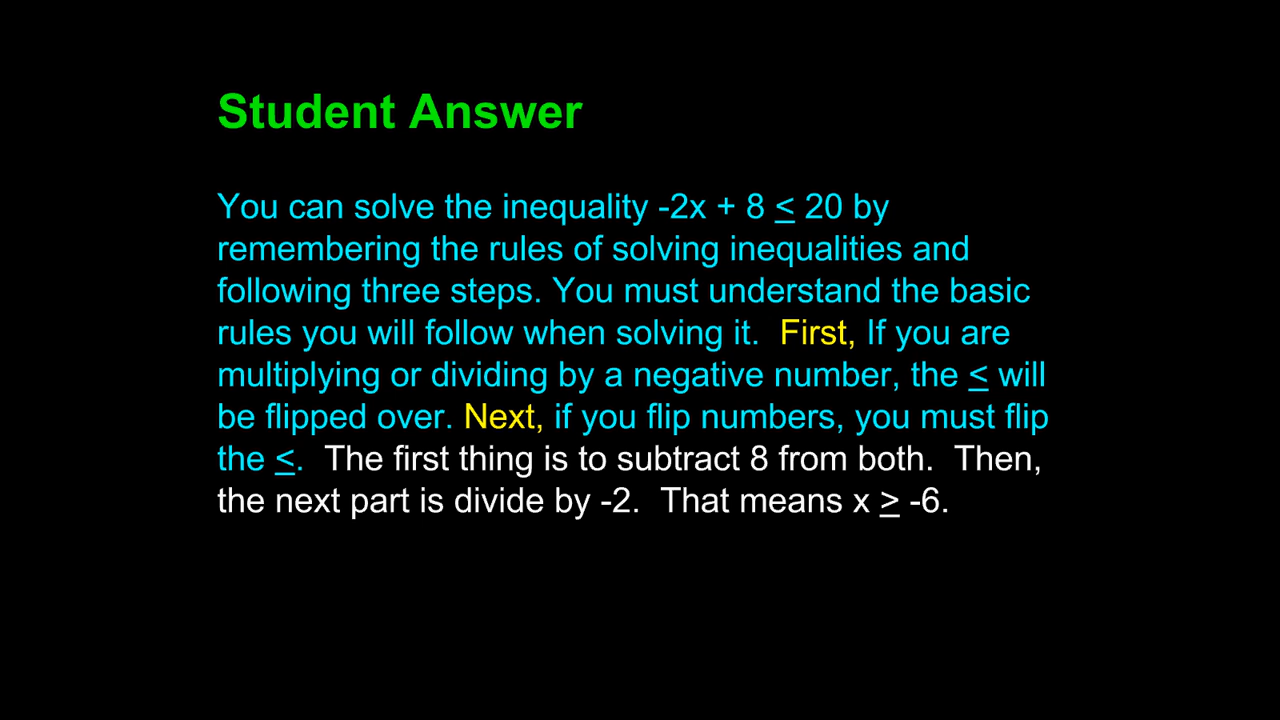 Student Answer
You can solve the inequality -2x + 8 ≤ 20 by
remembering the rules of solving inequalities and
following three steps. You must understand the basic
rules you will follow when solving it.  First, If you are
multiplying or dividing by a negative number, the ≤ will
be flipped over. Next, if you flip numbers, you must flip
the ≤.  The first thing is to subtract 8 from both.  Then,
the next part is divide by -2.  That means x ≥ -6.